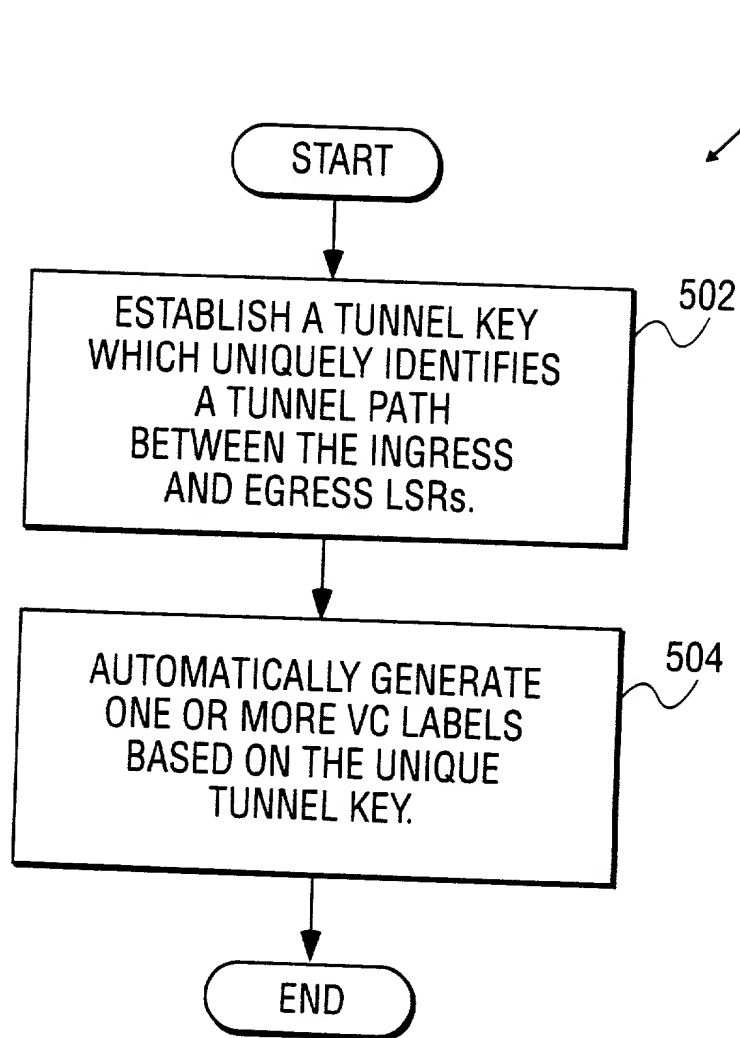 START
502
ESTABLISH A TUNNEL KEY
WHICH UNIQUELY IDENTIFIES
A TUNNEL PATH
BETWEEN THE INGRESS
AND EGRESS LSRs.
504
AUTOMATICALLY GENERATE
ONE OR MORE VC LABELS
BASED ON THE UNIQUE
TUNNEL KEY.
END